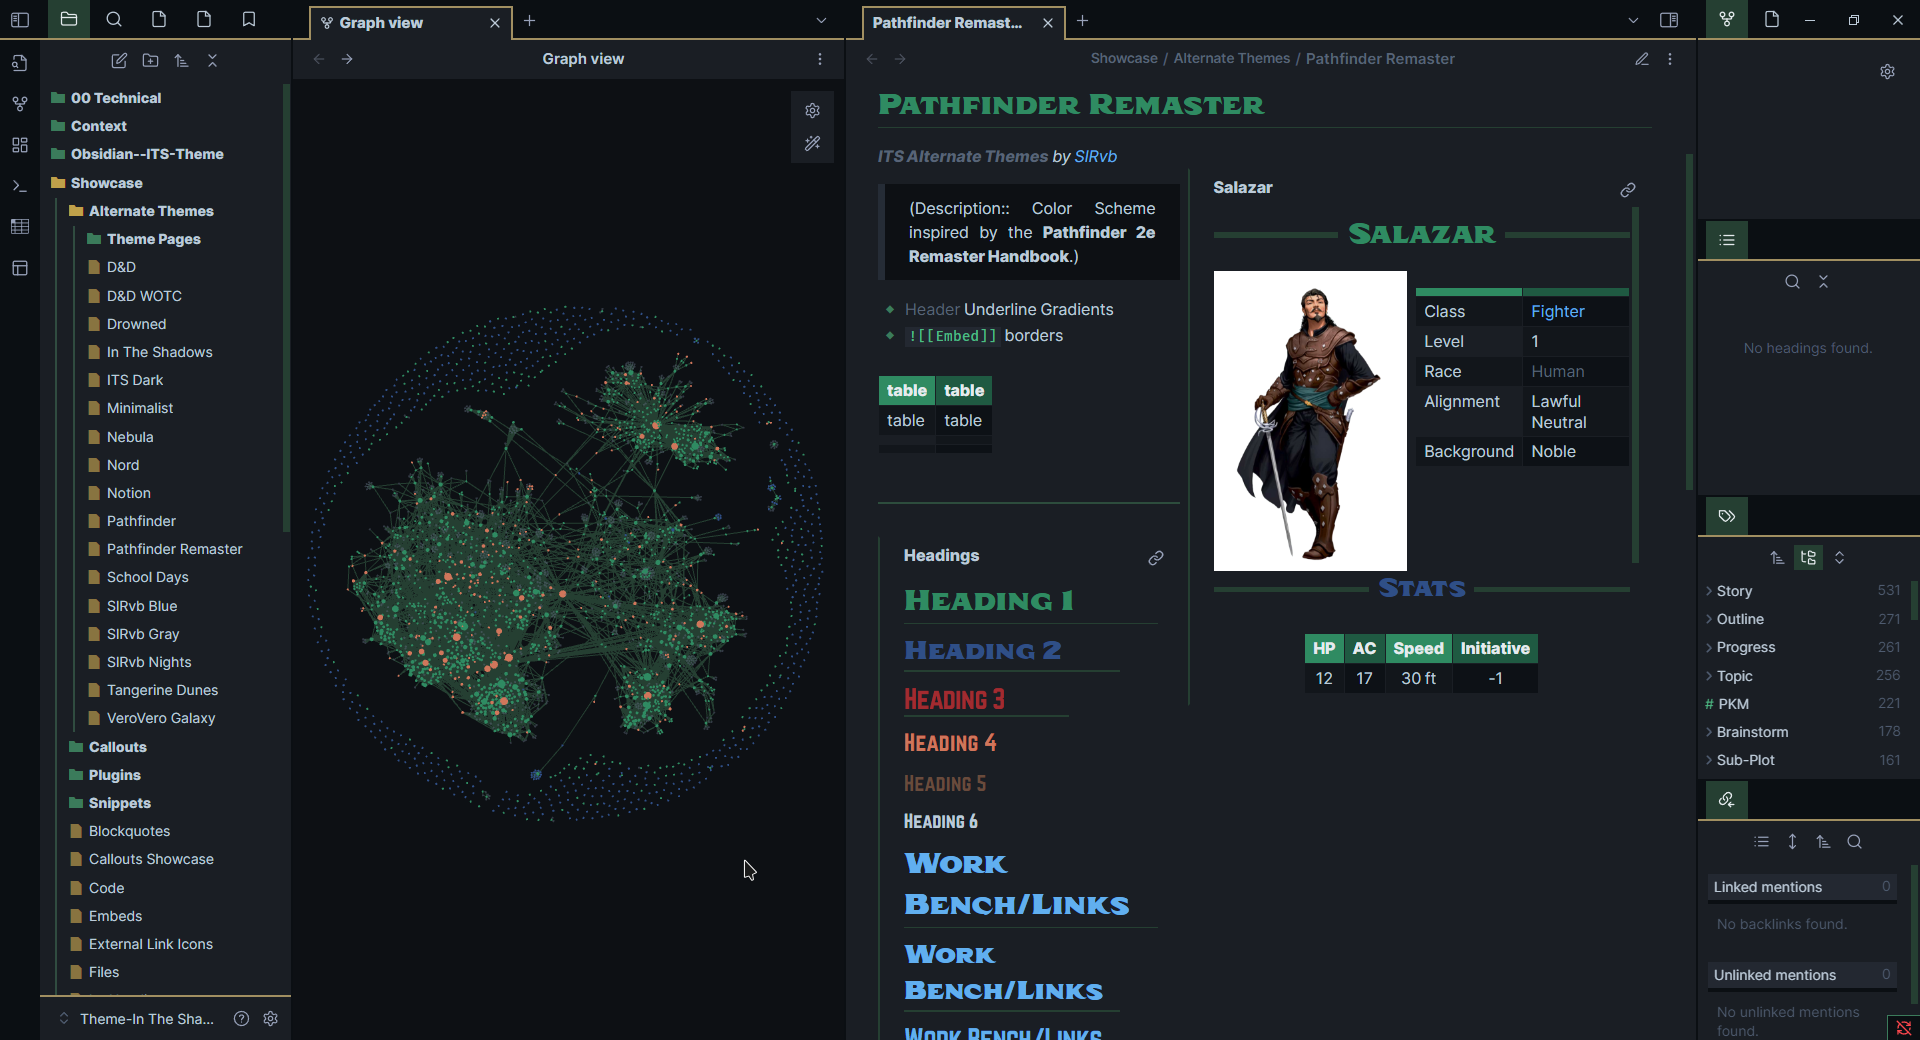 Graph view
Pathfinder Remast...
Graph view
Showcase / Alternate Themes / Pathfinder Remaster
00 Technical
Context
Obsidian--ITS-Theme
Showcase
Alternate Themes
Theme Pages
D&D
D&D WOTC
Drowned
In The Shadows
ITS Dark
Minimalist
Nebula
Nord
Notion
Pathfinder
Pathfinder Remaster
School Days
SlRvb Blue
SlRvb Gray
SlRvb Nights
Tangerine Dunes
VeroVero Galaxy
Callouts
Plugins
Snippets
Blockquotes
Callouts Showcase
Code
Embeds
External Link Icons
Files
Theme-In The Sha...
Pathfinder Remaster
ITS Alternate Themes by SlRvb
(Description:: Color Scheme
inspired by the Pathfinder 2e
Remaster Handbook.)
Header Underline Gradients
![[Embed]] borders
table table
table table
Headings
Heading 1
Heading 2
Heading 3
Heading 4
Heading 5
Heading 6
Work
Bench/Links
Work
Bench/Links
Work Bench/Links
Salazar
Salazar
Class Fighter
Level 1
Race Human
Alignment Lawful
Neutral
Background Noble
Stats
HP AC Speed Initiative
12 17 30 ft -1
No headings found.
Story 531
Outline 271
Progress 261
Topic 256
# PKM 221
Brainstorm 178
Sub-Plot 161
Linked mentions 0
No backlinks found.
Unlinked mentions 0
No unlinked mentions
found.